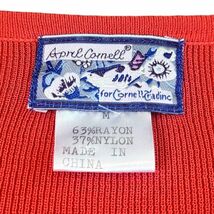 April Cornell®
for Cornell Trading
M
63%RAYON
37%NYLON
MADE IN
CHINA